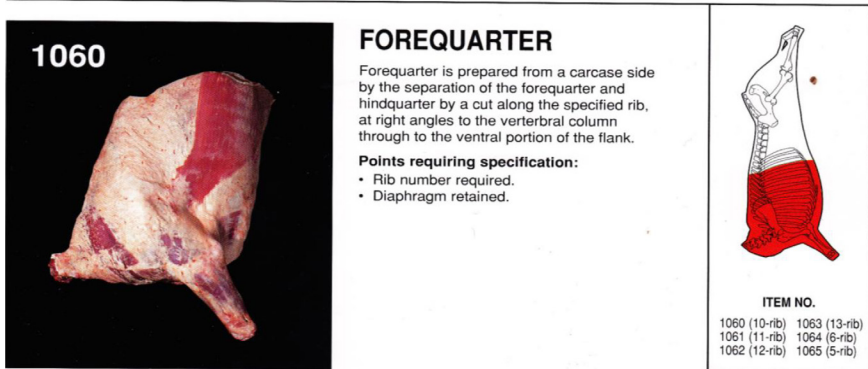 1060
FOREQUARTER
Forequarter is prepared from a carcase side
by the separation of the forequarter and
hindquarter by a cut along the specified rib,
at right angles to the verterbral column
through to the ventral portion of the flank.
Points requiring specification:
• Rib number required.
• Diaphragm retained.
ITEM NO.
1060 (10-rib) 1063 (13-rib)
1061 (11-rib) 1064 (6-rib)
1062 (12-rib) 1065 (5-rib)